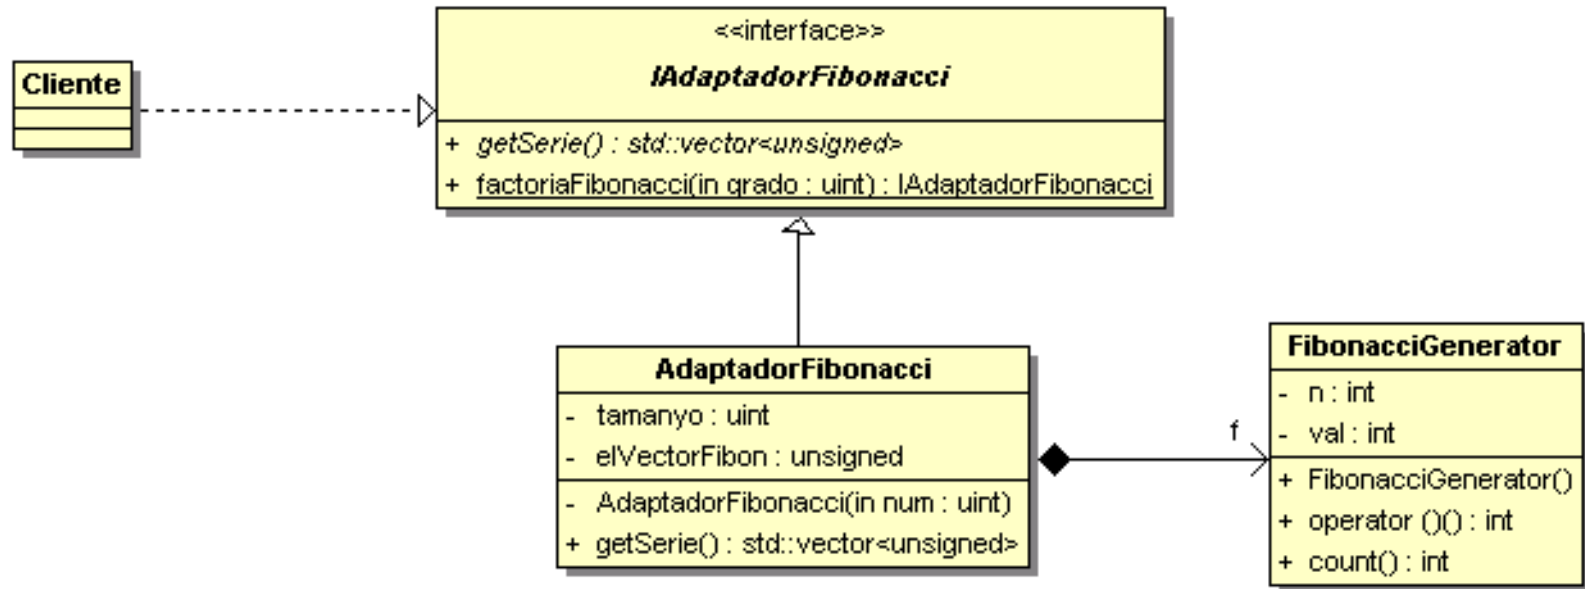 <<interface>>
IAdaptadorFibonacci
Cliente
+ getSerie() : std::vector<unsigned>
+ factoriaFibonacci(in grado : uint) : IAdaptadorFibonacci
AdaptadorFibonacci
- tamanyo : uint
- elVectorFibon : unsigned
- AdaptadorFibonacci(in num : uint)
+ getSerie() : std::vector<unsigned>
f
FibonacciGenerator
- n : int
- val : int
+ FibonacciGenerator()
+ operator ()() : int
+ count() : int